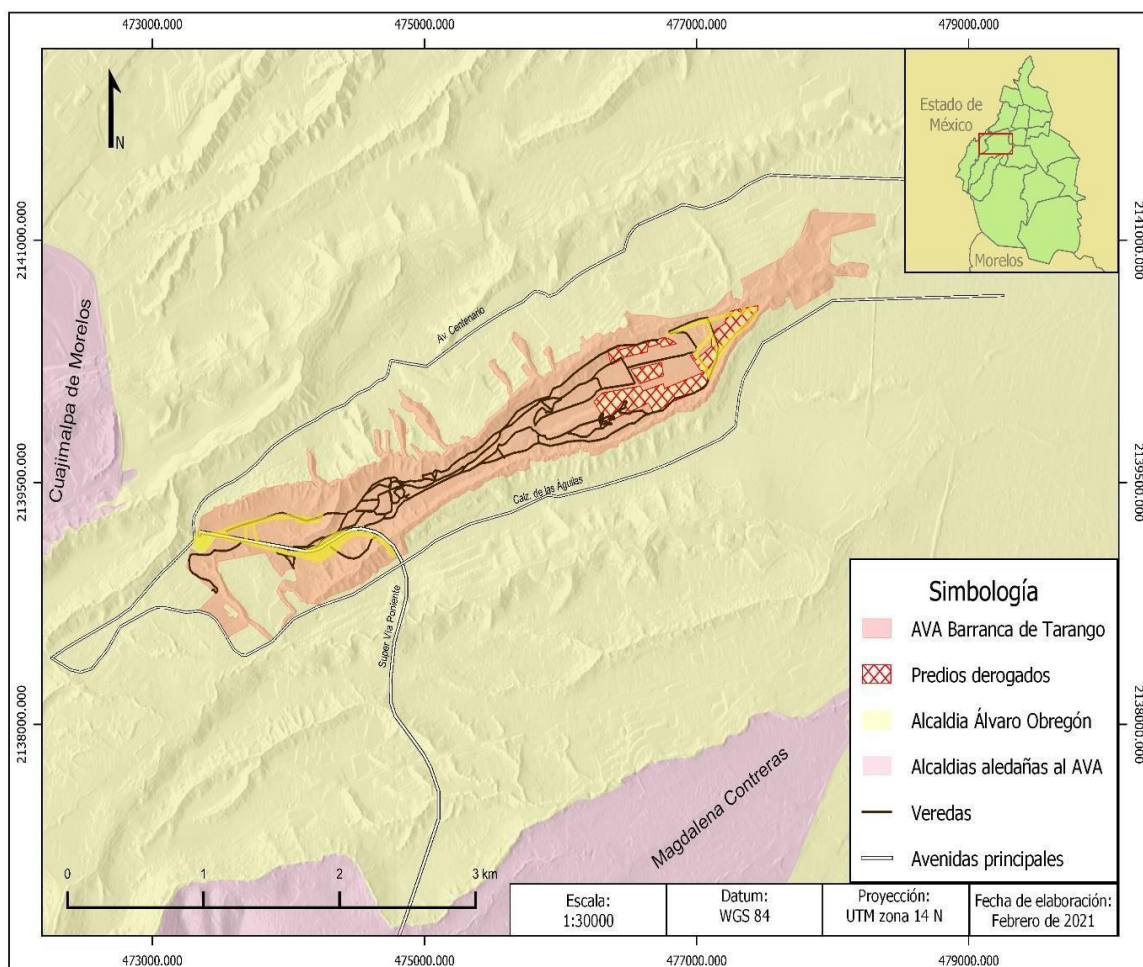 473000.000
475000.000
477000.000
479000.000
N
Estado de
México
Morelos
2141000.000
2141000.000
Cuajimalpa de Morelos
Av. Centenario
2139500.000
2139500.000
Calz. de las Águilas
Super Vía Poniente
2138000.000
2138000.000
Magdalena Contreras
Simbología
AVA Barranca de Tarango
Predios derogados
Alcaldia Álvaro Obregón
Alcaldias aledañas al AVA
Veredas
Avenidas principales
0
1
2
3 km
Escala:
1:30000
Datum:
WGS 84
Proyección:
UTM zona 14 N
Fecha de elaboración:
Febrero de 2021
473000.000
475000.000
477000.000
479000.000